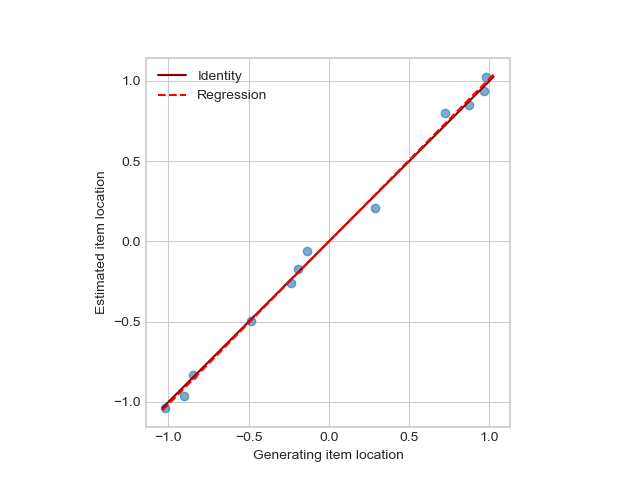 Identity
Regression
1.0
0.5
0.0
−0.5
−1.0
−1.0 −0.5 0.0 0.5 1.0
Generating item location
Estimated item location